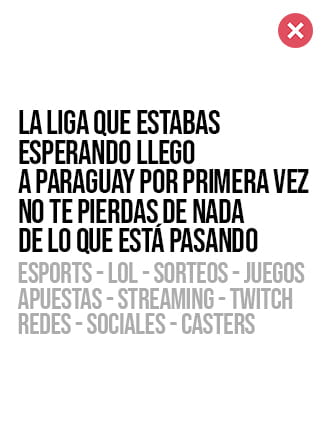 LA LIGA QUE ESTABAS
ESPERANDO LLEGO
A PARAGUAY POR PRIMERA VEZ
NO TE PIERDAS DE NADA
DE LO QUE ESTÁ PASANDO
ESPORTS - LOL - SORTEOS - JUEGOS
APUESTAS - STREAMING - TWITCH
REDES - SOCIALES - CASTERS